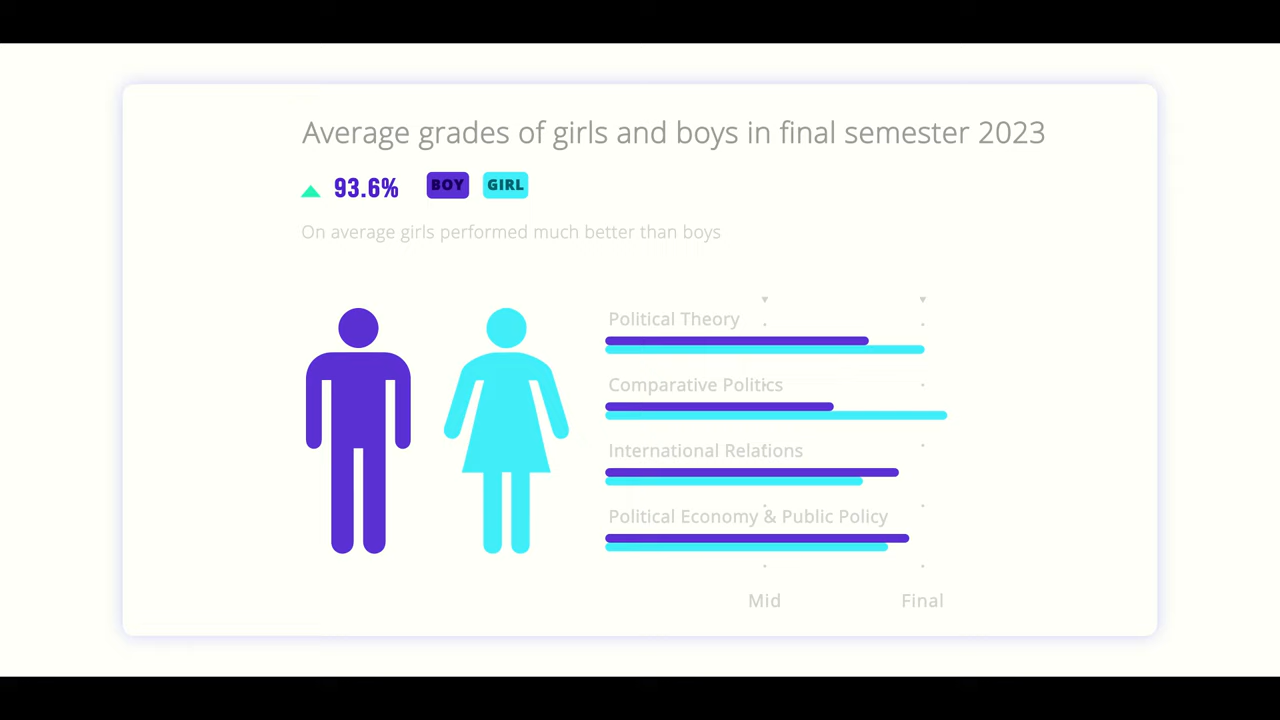 Average grades of girls and boys in final semester 2023
93.6% BOY GIRL
On average girls performed much better than boys
Political Theory
Comparative Politics
International Relations
Political Economy & Public Policy
Mid Final